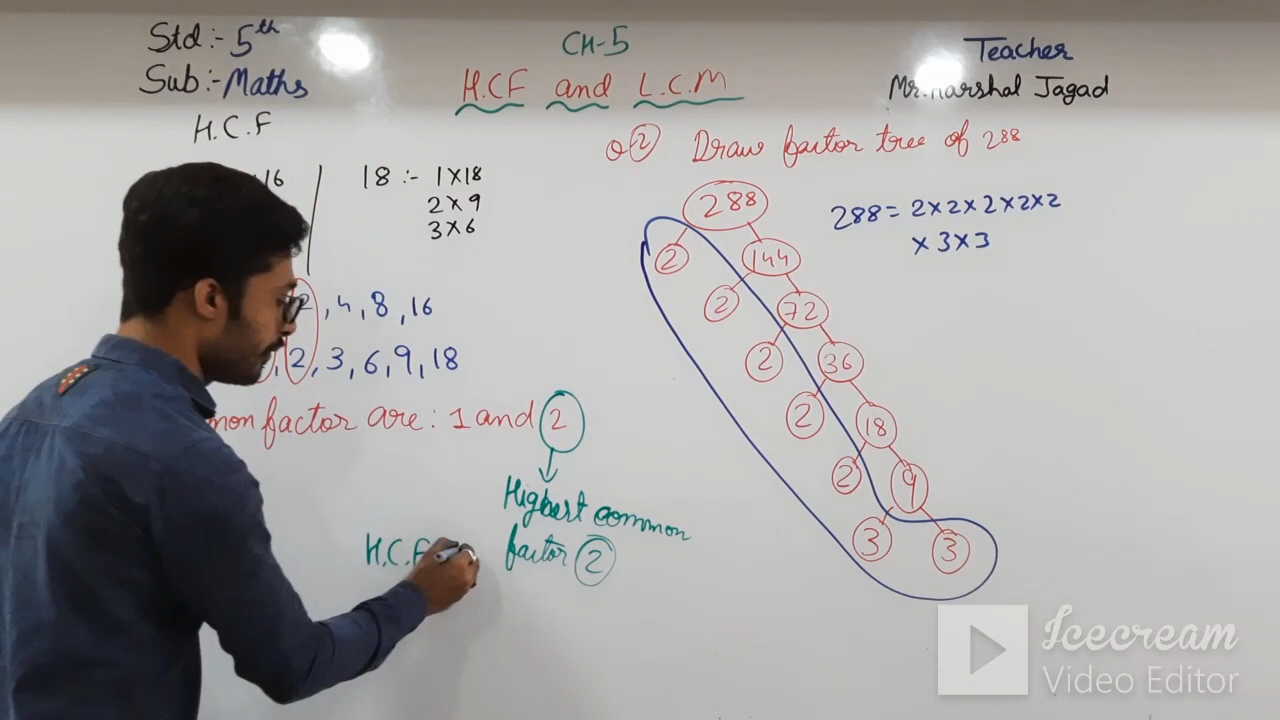 Std :- 5th
Sub :- Maths
CH-5
H.C.F and L.C.M
Teacher
Mr. Harshal Jagad
H.C.F
16
18 :- 1×18
2×9
3×6
2, 4, 8, 16
, 2, 3, 6, 9, 18
factor are : 1 and 2
Highest common
factor 2
H.C.F
Q2 Draw factor tree of 288
288
2 144
2 72
2 36
2 18
2 9
3 3
288 = 2×2×2×2×2
×3×3
Icecream
Video Editor